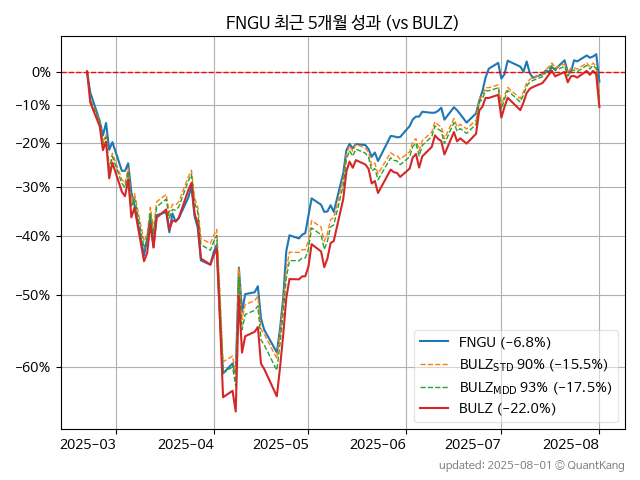 FNGU 최근 5개월 성과 (vs BULZ)
0%
−10%
−20%
−30%
−40%
−50%
−60%
FNGU (−6.8%)
BULZSTD 90% (−15.5%)
BULZMDD 93% (−17.5%)
BULZ (−22.0%)
2025-03 2025-04 2025-05 2025-06 2025-07 2025-08
updated: 2025-08-01 © QuantKang